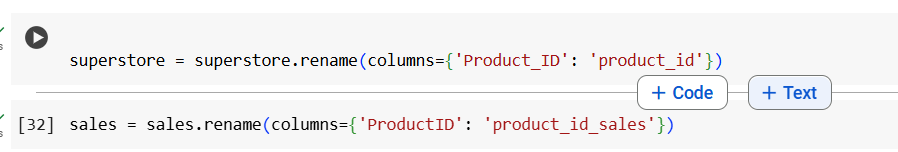 superstore = superstore.rename(columns={'Product_ID': 'product_id'})
+ Code + Text
[32] sales = sales.rename(columns={'ProductID': 'product_id_sales'})